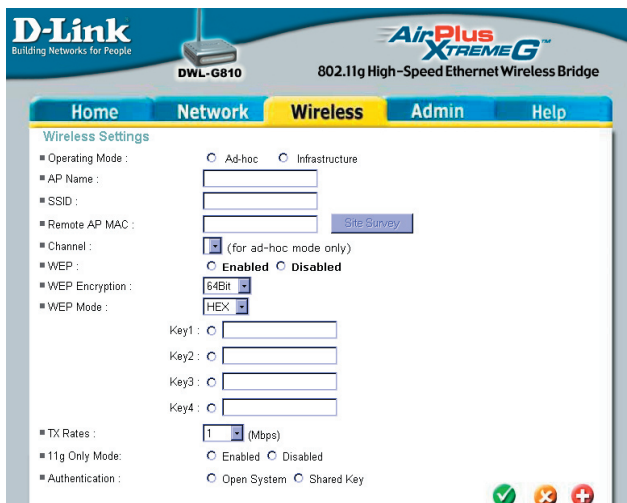 D-Link
Building Networks for People
DWL-G810
AirPlus
XTREME G™
802.11g High-Speed Ethernet Wireless Bridge
Home Network Wireless Admin Help
Wireless Settings
Operating Mode : Ad-hoc Infrastructure
AP Name :
SSID :
Remote AP MAC : Site Survey
Channel : (for ad-hoc mode only)
WEP : Enabled Disabled
WEP Encryption : 64Bit
WEP Mode : HEX
Key1 :
Key2 :
Key3 :
Key4 :
TX Rates : 1 (Mbps)
11g Only Mode: Enabled Disabled
Authentication : Open System Shared Key